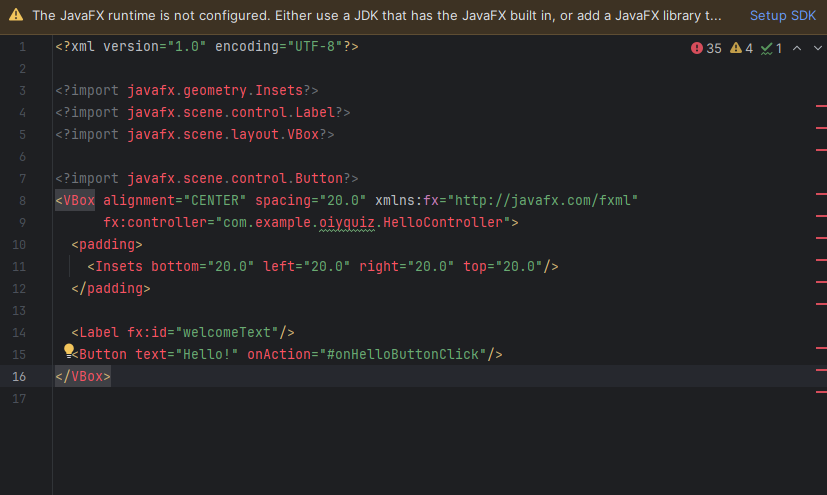 The JavaFX runtime is not configured. Either use a JDK that has the JavaFX built in, or add a JavaFX library t... Setup SDK
35 4 1
1 <?xml version="1.0" encoding="UTF-8"?>
2
3 <?import javafx.geometry.Insets?>
4 <?import javafx.scene.control.Label?>
5 <?import javafx.scene.layout.VBox?>
6
7 <?import javafx.scene.control.Button?>
8 <VBox alignment="CENTER" spacing="20.0" xmlns:fx="http://javafx.com/fxml"
9 fx:controller="com.example.oiyquiz.HelloController">
10 <padding>
11 <Insets bottom="20.0" left="20.0" right="20.0" top="20.0"/>
12 </padding>
13
14 <Label fx:id="welcomeText"/>
15 <Button text="Hello!" onAction="#onHelloButtonClick"/>
16 </VBox>
17